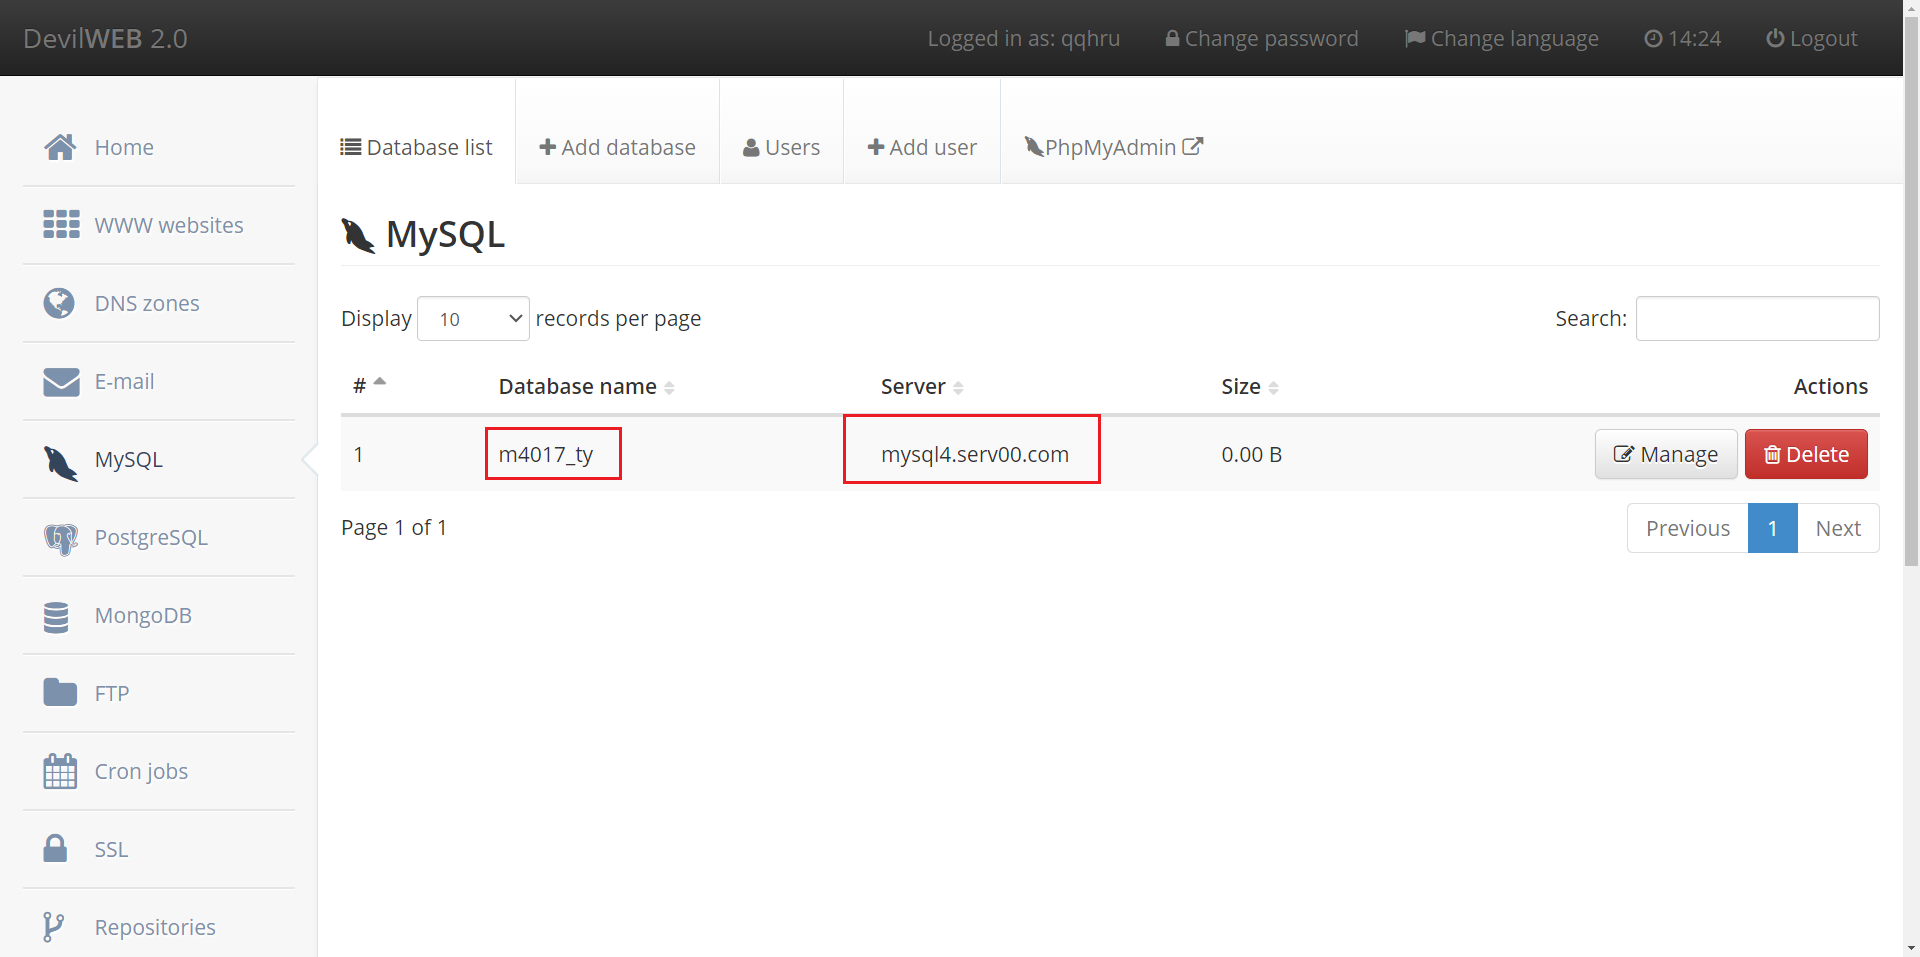 DevilWEB 2.0
Logged in as: qqhru
Change password
Change language
14:24
Logout
Home
WWW websites
DNS zones
E-mail
MySQL
PostgreSQL
MongoDB
FTP
Cron jobs
SSL
Repositories
Database list
Add database
Users
Add user
PhpMyAdmin
MySQL
Display 10 records per page
Search:
# Database name Server Size Actions
1 m4017_ty mysql4.serv00.com 0.00 B Manage Delete
Page 1 of 1
Previous 1 Next